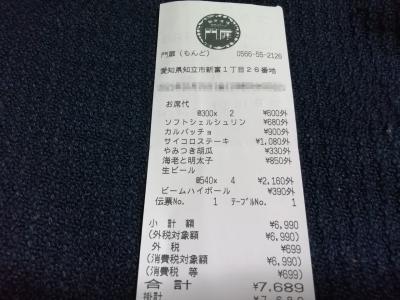 門扉
門扉(もんど) 0566-55-2126
愛知県知立市新富1丁目26番地
お席代
@300x 2 ¥600外
ソフトシェルシュリン ¥680外
カルパッチョ ¥900外
サイコロステーキ ¥1,080外
やみつき胡瓜 ¥330外
海老と明太子 ¥850外
生ビール
@540x 4 ¥2,160外
ビームハイボール ¥390外
伝票No. 1 テーブルNo. 1
小計額 ¥6,990
(外税対象額 ¥6,990)
外税 ¥699
(消費税対象額 ¥6,990)
(消費税等 ¥699)
合計 ¥7,689
掛計